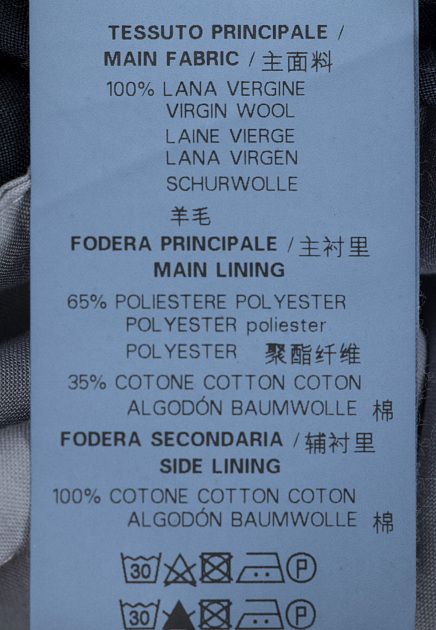 TESSUTO PRINCIPALE /
MAIN FABRIC / 主面料
100% LANA VERGINE
VIRGIN WOOL
LAINE VIERGE
LANA VIRGEN
SCHURWOLLE
羊毛
FODERA PRINCIPALE / 主衬里
MAIN LINING
65% POLIESTERE POLYESTER
POLYESTER poliester
POLYESTER 聚酯纤维
35% COTONE COTTON COTON
ALGODÓN BAUMWOLLE 棉
FODERA SECONDARIA / 辅衬里
SIDE LINING
100% COTONE COTTON COTON
ALGODÓN BAUMWOLLE 棉
30 P
30 P